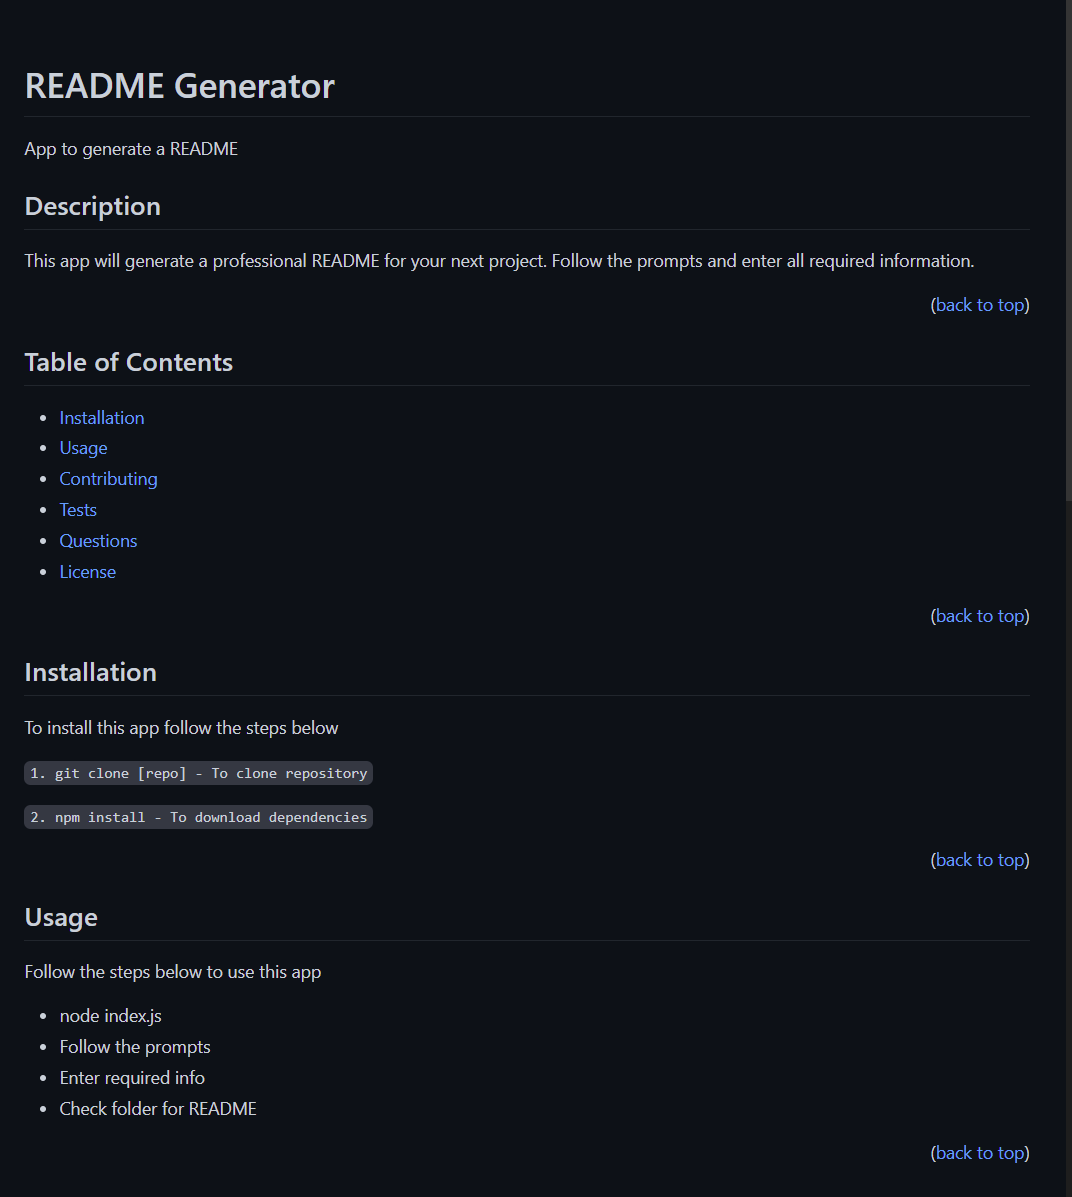 README Generator
App to generate a README
Description
This app will generate a professional README for your next project. Follow the prompts and enter all required information.
(back to top)
Table of Contents
Installation
Usage
Contributing
Tests
Questions
License
(back to top)
Installation
To install this app follow the steps below
1. git clone [repo] - To clone repository
2. npm install - To download dependencies
(back to top)
Usage
Follow the steps below to use this app
node index.js
Follow the prompts
Enter required info
Check folder for README
(back to top)